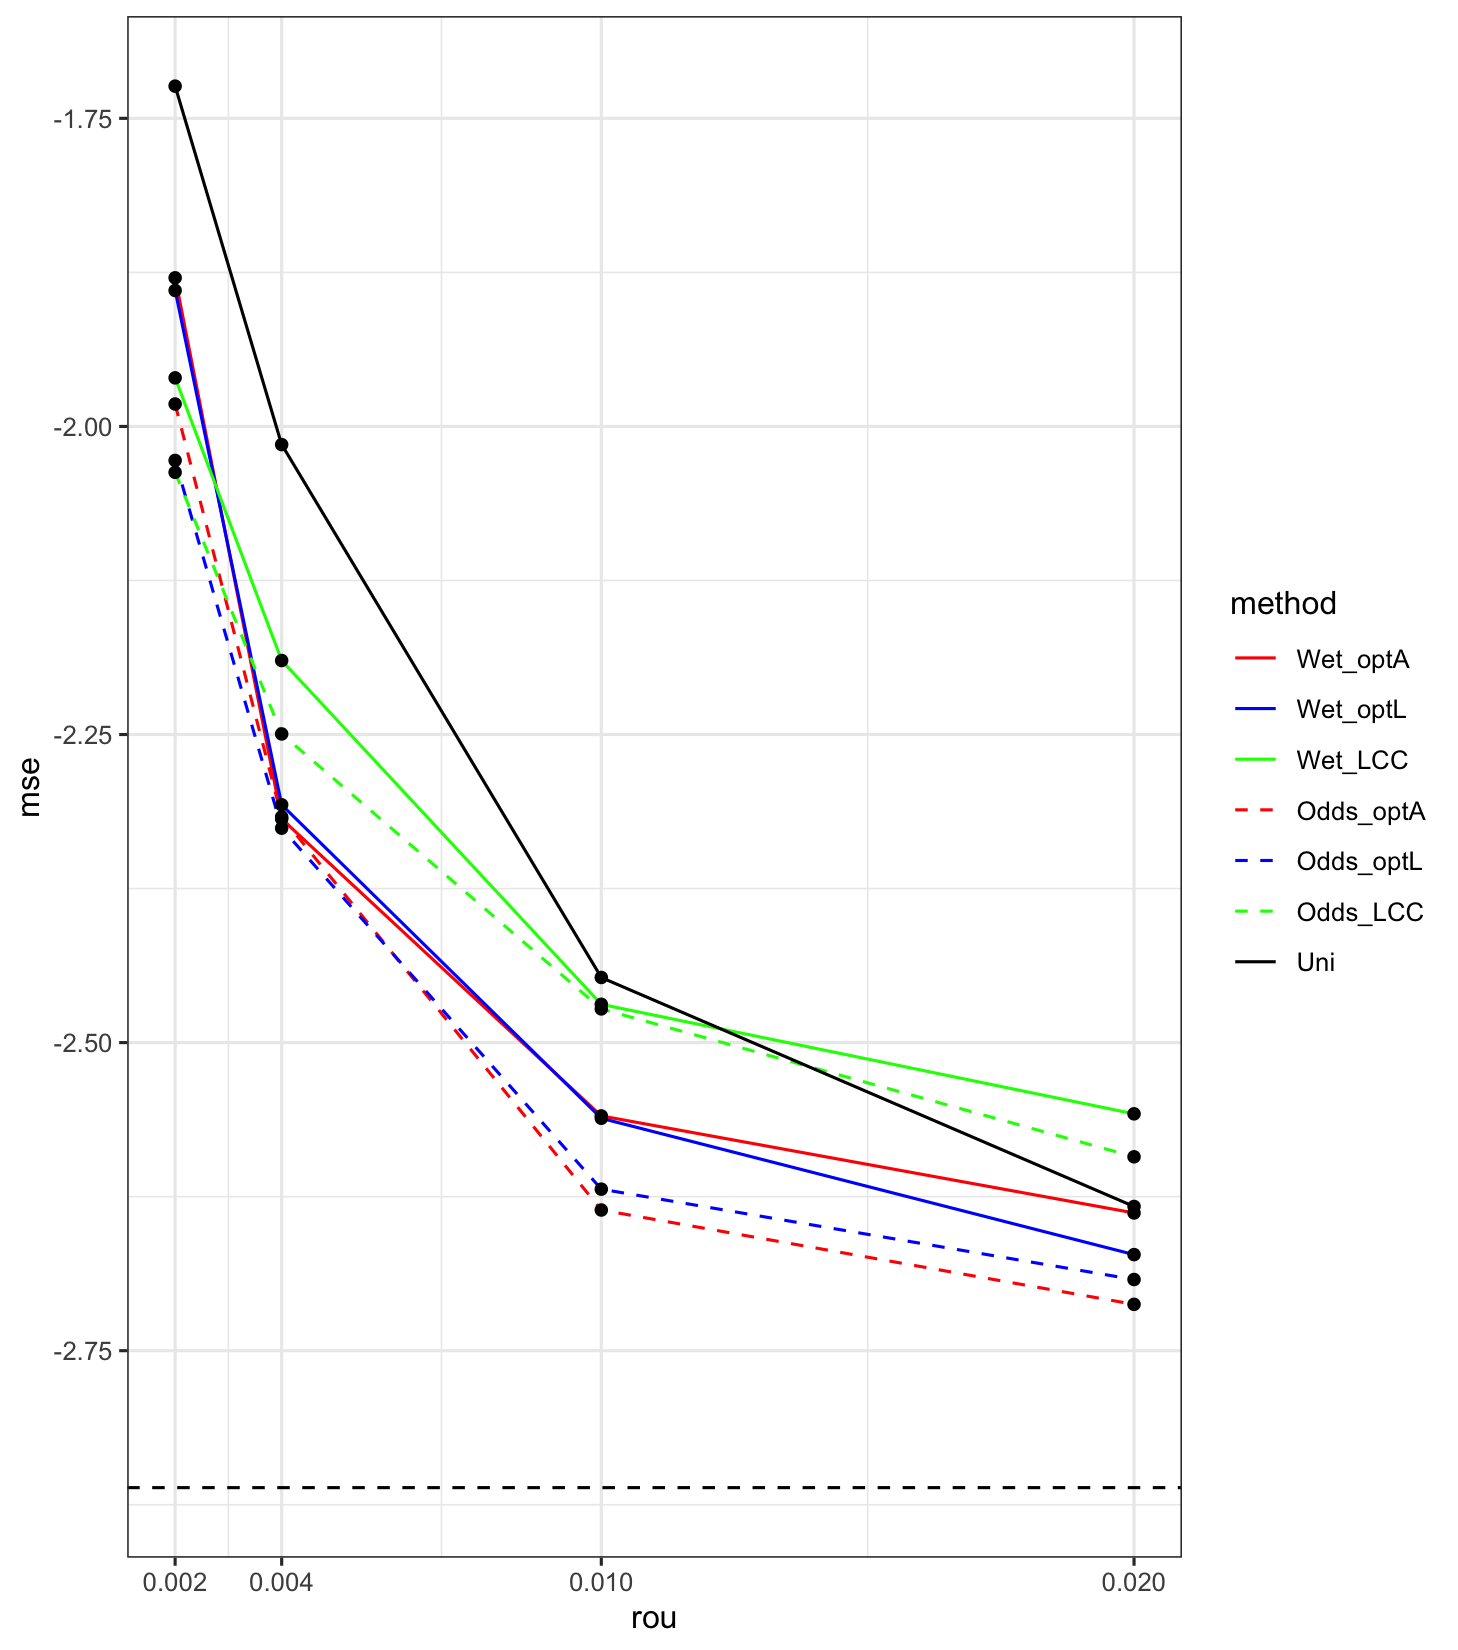 mse
-1.75
-2.00
-2.25
-2.50
-2.75
0.002
0.004
0.010
0.020
rou
method
Wet_optA
Wet_optL
Wet_LCC
Odds_optA
Odds_optL
Odds_LCC
Uni